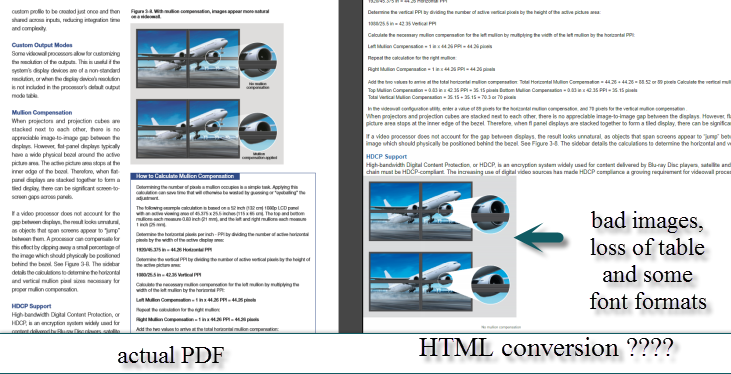 custom profile to be created just once and then
shared across inputs, reducing integration time
and complexity.
Custom Output Modes
Some videowall processors allow for customizing
the resolution of the outputs. This is useful if the
system's display devices are of a non-standard
resolution, or when the display device's resolution
is not included in the processor's default output
mode table.
Mullion Compensation
When projectors and projection cubes are
stacked next to each other, there is no
appreciable image-to-image gap between the
displays. However, flat-panel displays typically
have a wide physical bezel around the active
picture area. The active picture area stops at the
inner edge of the bezel. Therefore, when flat-
panel displays are stacked together to form a
tiled display, there can be significant screen-to-
screen gaps across panels.
If a video processor does not account for the
gap between displays, the result looks unnatural,
as objects that span screens appear to "jump"
between them. A processor can compensate for
this effect by clipping away a small percentage of
the image which should physically be positioned
behind the bezel. See Figure 3-8. The sidebar
details the calculations to determine the horizontal
and vertical mullion pixel sizes necessary for
proper mullion compensation.
HDCP Support
High-bandwidth Digital Content Protection, or
HDCP, is an encryption system widely used for
content delivered by Blu-ray Disc players, satellite
Figure 3-8. With mullion compensation, images appear more natural
on a videowall.
No mullion
compensation
Mullion
compensation applied
How to Calculate Mullion Compensation
Determining the number of pixels a mullion occupies is a simple task. Applying this
calculation can save time that will otherwise be wasted by guessing or "eyeballing" the
adjustment.
The following example calculation is based on a 52 inch (132 cm) 1080p LCD panel
with an active viewing area of 45.375 x 25.5 inches (115 x 65 cm). The top and bottom
mullions each measure 0.83 inch (21 mm), and the left and right mullions each measure
1 inch (25 mm).
Determine the horizontal pixels per inch - PPI by dividing the number of active horizontal
pixels by the width of the active display area:
1920/45.375 in = 44.26 Horizontal PPI
Determine the vertical PPI by dividing the number of active vertical pixels by the height of
the active picture area:
1080/25.5 in = 42.35 Vertical PPI
Calculate the necessary mullion compensation for the left mullion by multiplying the
width of the left mullion by the horizontal PPI:
Left Mullion Compensation = 1 in x 44.26 PPI = 44.26 pixels
Repeat the calculation for the right mullion:
Right Mullion Compensation = 1 in x 44.26 PPI = 44.26 pixels
Add the two values to arrive at the total horizontal mullion compensation:
1920/45.375 in = 44.26 Horizontal PPI
Determine the vertical PPI by dividing the number of active vertical pixels by the height of the active picture area:
1080/25.5 in = 42.35 Vertical PPI
Calculate the necessary mullion compensation for the left mullion by multiplying the width of the left mullion by the horizontal PPI:
Left Mullion Compensation = 1 in x 44.26 PPI = 44.26 pixels
Repeat the calculation for the right mullion:
Right Mullion Compensation = 1 in x 44.26 PPI = 44.26 pixels
Add the two values to arrive at the total horizontal mullion compensation: Total Horizontal Mullion Compensation = 44.26 + 44.26 = 88.52 or 89 pixels Calculate the vertical mull
Top Mullion Compensation = 0.83 in x 42.35 PPI = 35.15 pixels Bottom Mullion Compensation = 0.83 in x 42.35 PPI = 35.15 pixels
Total Vertical Mullion Compensation = 35.15 + 35.15 = 70.3 or 70 pixels
In the videowall configuration utility, enter a value of 89 pixels for the horizontal mullion compensation, and 70 pixels for the vertical mullion compensation
When projectors and projection cubes are stacked next to each other, there is no appreciable image-to-image gap between the displays. However, fl
picture area stops at the inner edge of the bezel. Therefore, when fl panel displays are stacked together to form a tiled display, there can be significa
If a video processor does not account for the gap between displays, the result looks unnatural, as objects that span screens appear to "jump" betw
image which should physically be positioned behind the bezel. See Figure 3-8. The sidebar details the calculations to determine the horizontal and v
HDCP Support
High-bandwidth Digital Content Protection, or HDCP, is an encryption system widely used for content delivered by Blu-ray Disc players, satellite and
chain must be HDCP-compliant. The increasing use of digital video sources has made HDCP compliance a growing requirement for videowall proce
No mullion compensation
bad images,
loss of table
and some
font formats
actual PDF
HTML conversion ????